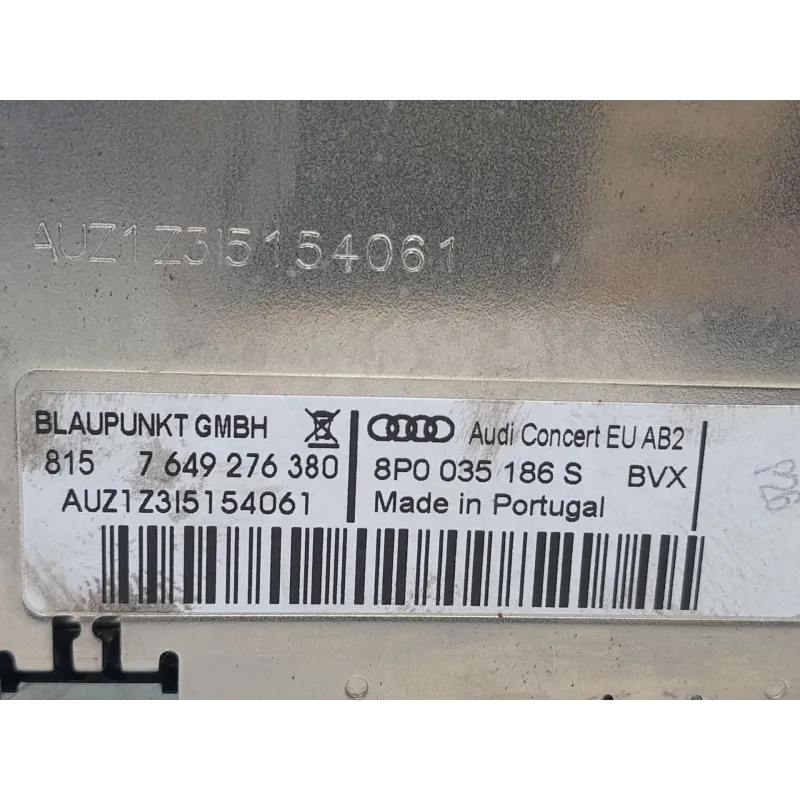 AUZ1Z3I5154061
BLAUPUNKT GMBH
815 7 649 276 380
AUZ1Z3I5154061
Audi Concert EU AB2
8P0 035 186 S BVX
Made in Portugal
P26